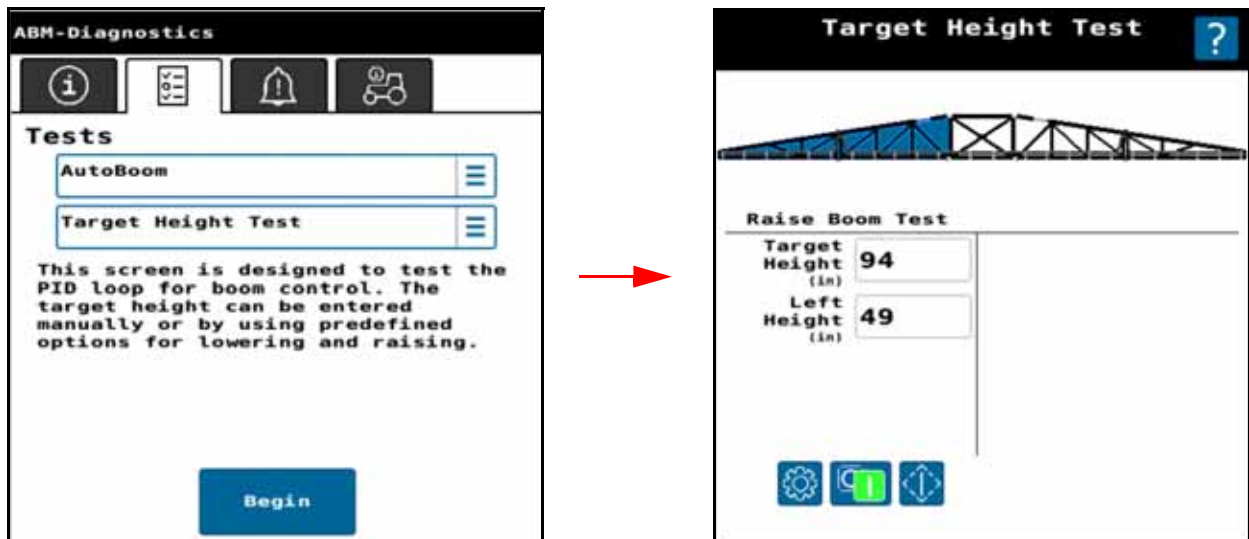 ABM-Diagnostics
Tests
AutoBoom
Target Height Test
This screen is designed to test the
PID loop for boom control. The
target height can be entered
manually or by using predefined
options for lowering and raising.
Begin
Target Height Test
?
Raise Boom Test
Target
Height
(in)
94
Left
Height
(in)
49